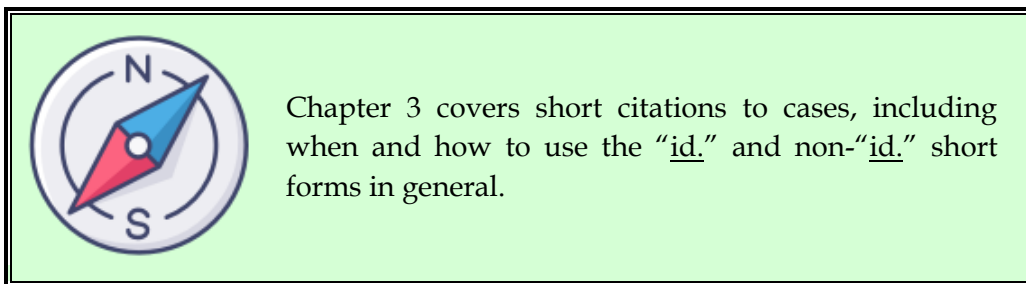 N
S
Chapter 3 covers short citations to cases, including
when and how to use the “id.” and non-“id.” short
forms in general.